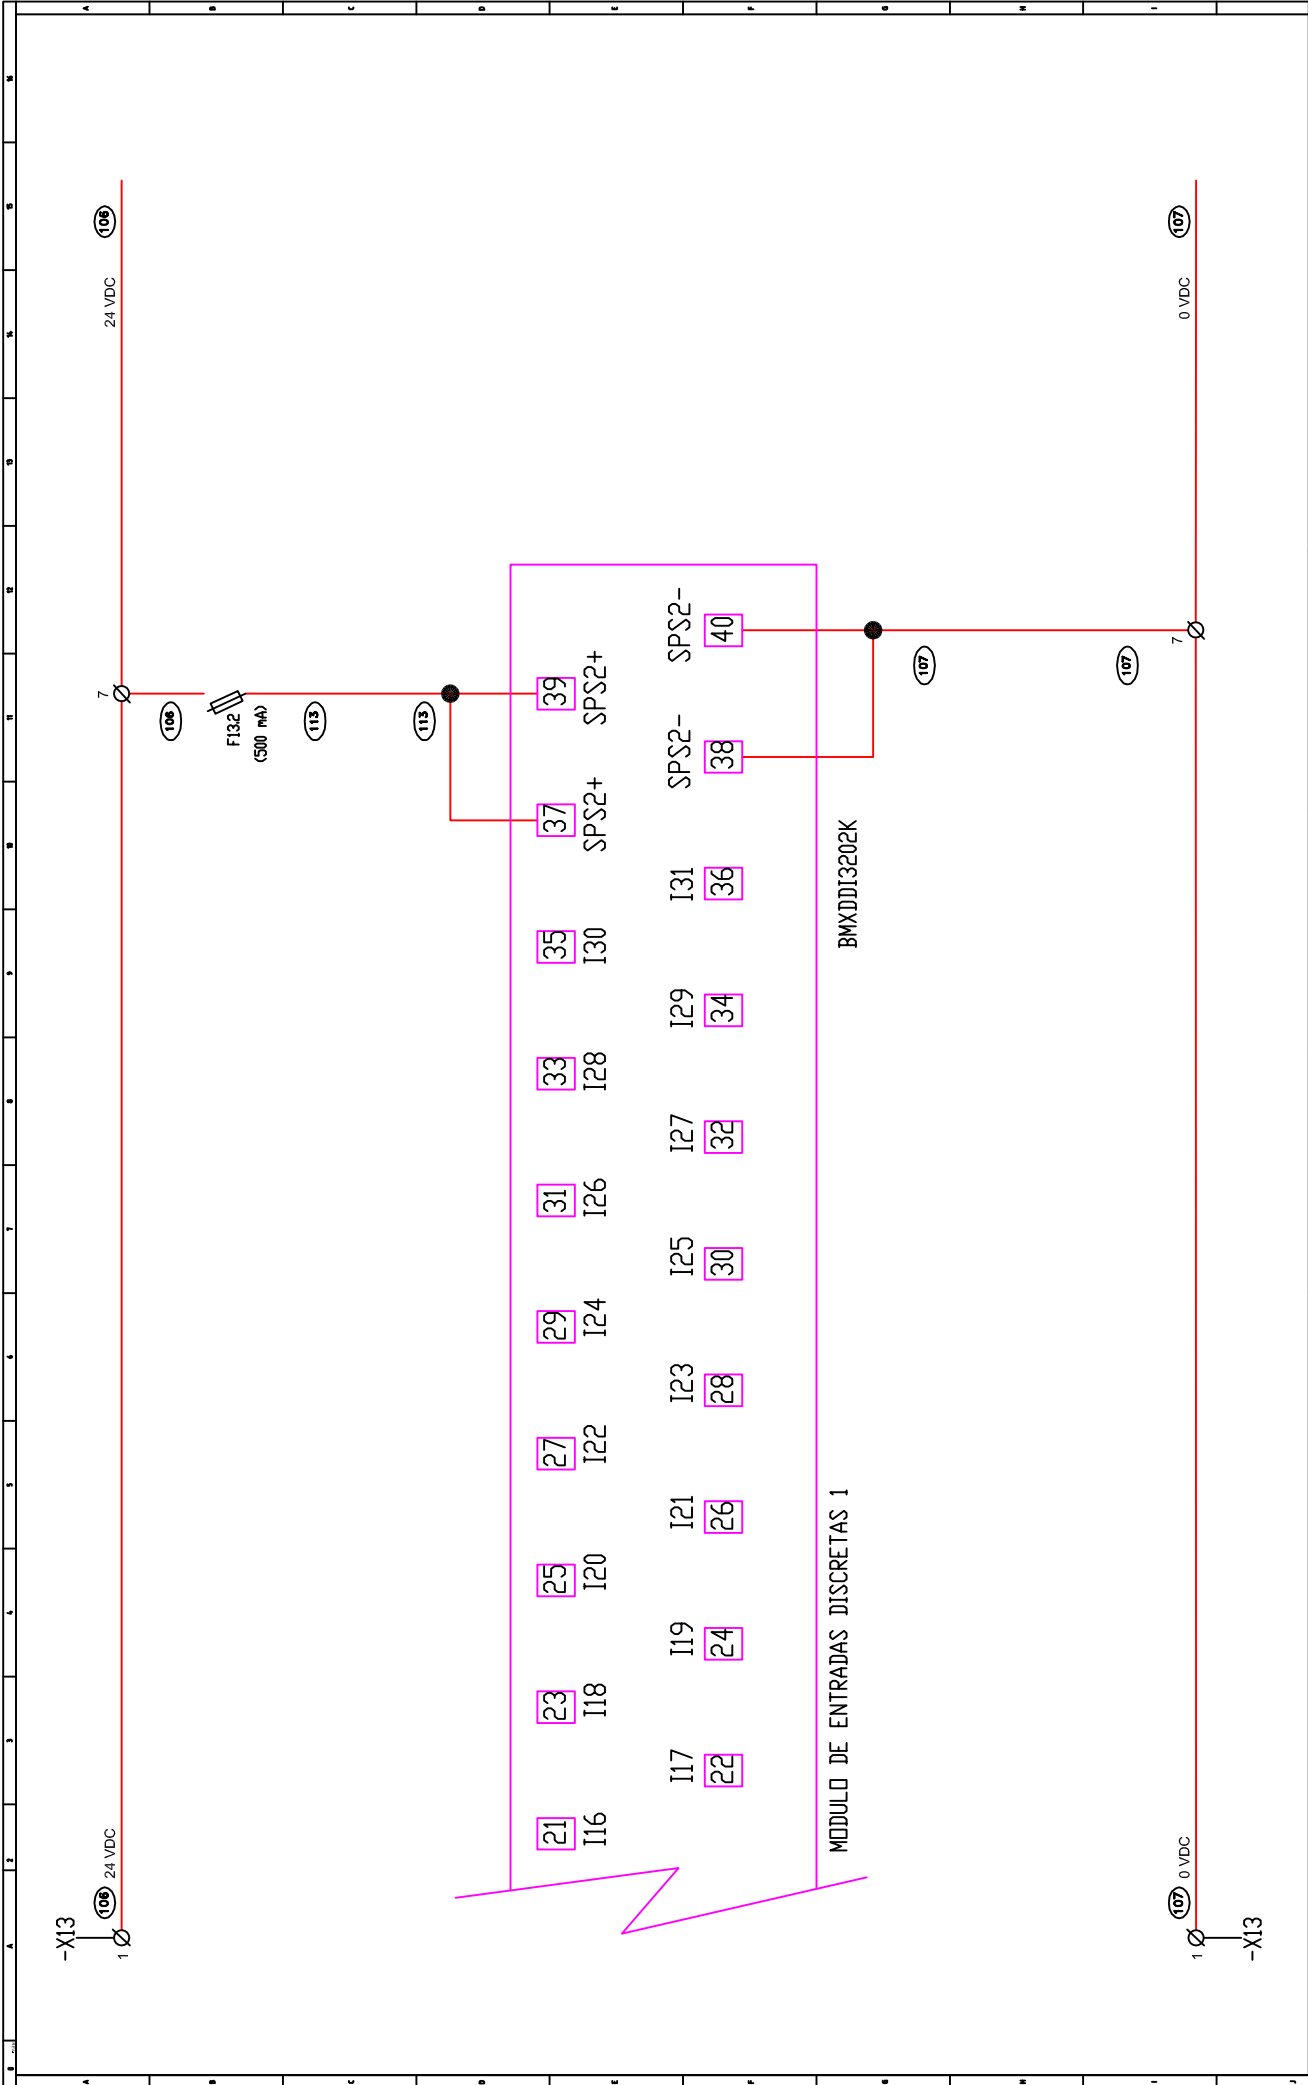 -X13
1
106
24 VDC
7
24 VDC
106
106
F13.2
(500 mA)
113
113
21
23
25
27
29
31
33
35
37
39
I16
I18
I20
I22
I24
I26
I28
I30
SPS2+
SPS2+
I17
I19
I21
I23
I25
I27
I29
I31
SPS2-
SPS2-
22
24
26
28
30
32
34
36
38
40
MODULO DE ENTRADAS DISCRETAS 1
BMXDDI3202K
107
107
1
107
0 VDC
7
0 VDC
107
-X13